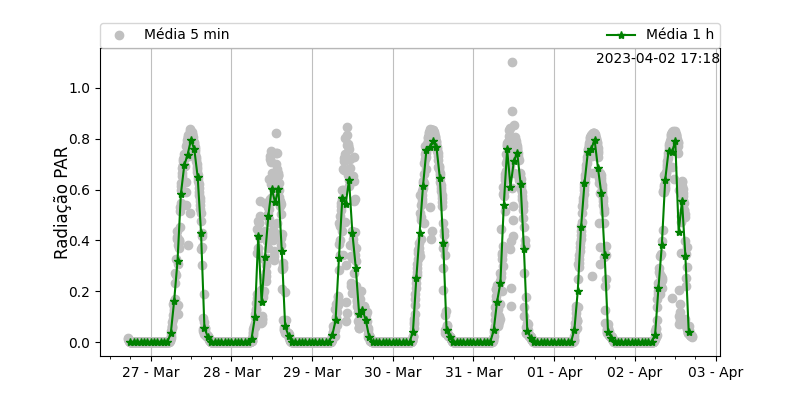 Média 5 min
Média 1 h
2023-04-02 17:18
Radiação PAR
1.0
0.8
0.6
0.4
0.2
0.0
27 - Mar
28 - Mar
29 - Mar
30 - Mar
31 - Mar
01 - Apr
02 - Apr
03 - Apr